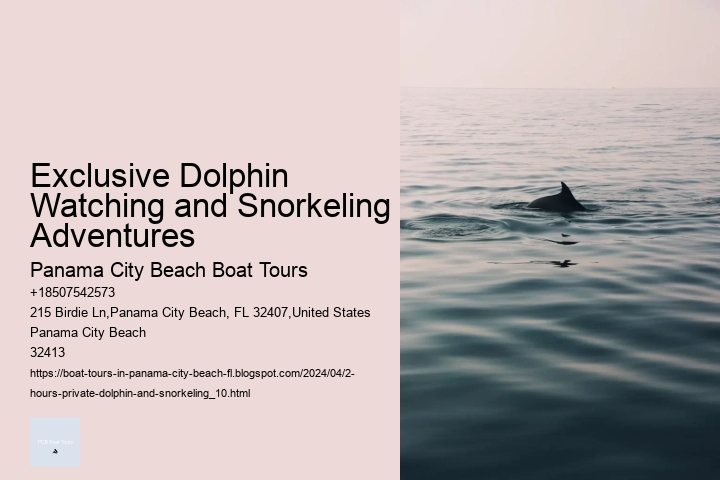 Exclusive Dolphin
Watching and Snorkeling
Adventures
Panama City Beach Boat Tours
+18507542573
215 Birdie Ln,Panama City Beach, FL 32407,United States
Panama City Beach
32413
https://boat-tours-in-panama-city-beach-fl.blogspot.com/2024/04/2-
hours-private-dolphin-and-snorkeling_10.html